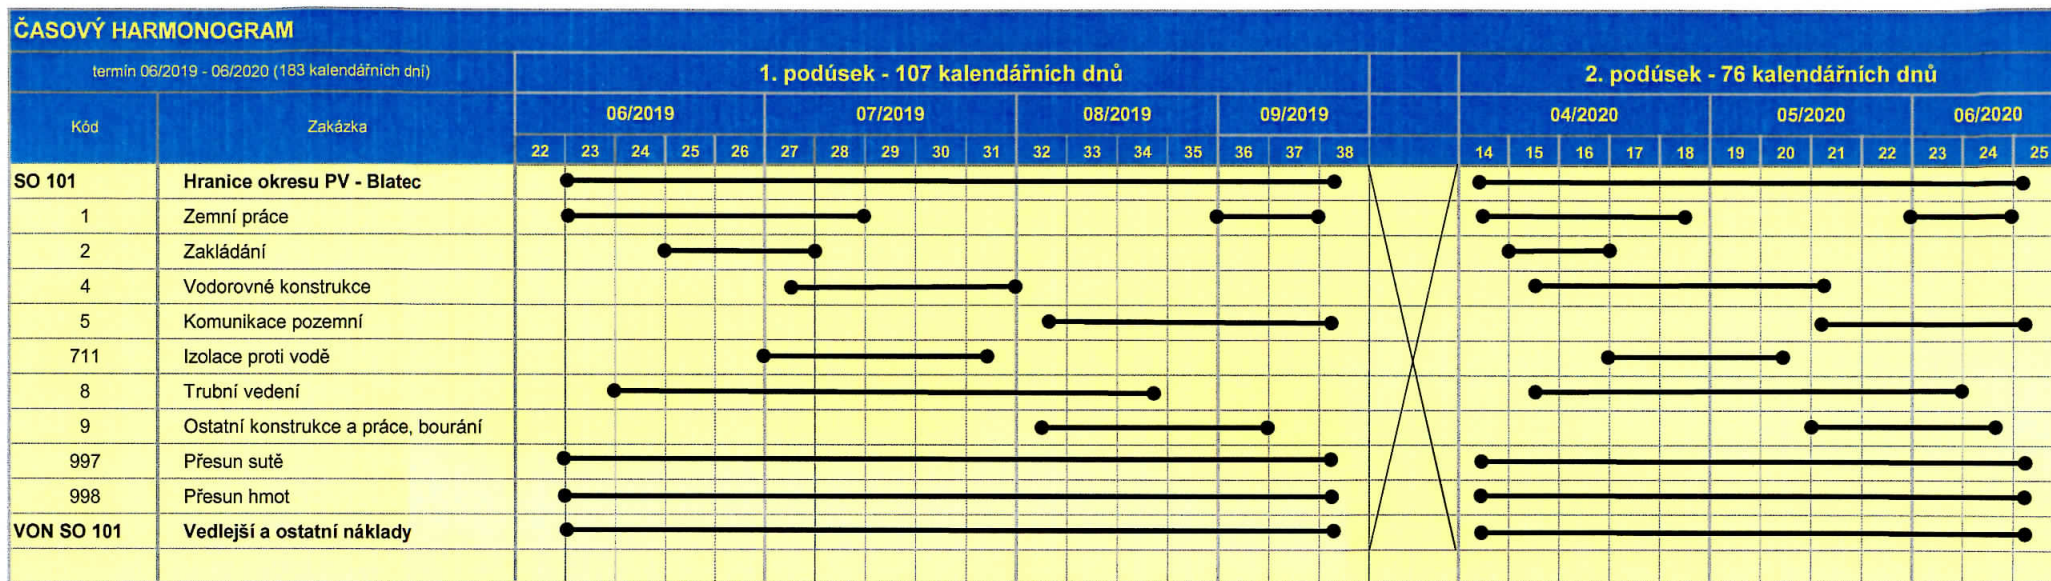 ČASOVÝ HARMONOGRAM
termín 06/2019 - 06/2020 (183 kalendářních dní)
1. podúsek - 107 kalendářních dnů
2. podúsek - 76 kalendářních dnů
Kód
Zakázka
06/2019
07/2019
08/2019
09/2019
04/2020
05/2020
06/2020
22 23 24 25 26 27 28 29 30 31 32 33 34 35 36 37 38 14 15 16 17 18 19 20 21 22 23 24 25
SO 101 Hranice okresu PV - Blatec
1 Zemní práce
2 Zakládání
4 Vodorovné konstrukce
5 Komunikace pozemní
711 Izolace proti vodě
8 Trubní vedení
9 Ostatní konstrukce a práce, bourání
997 Přesun sutě
998 Přesun hmot
VON SO 101 Vedlejší a ostatní náklady